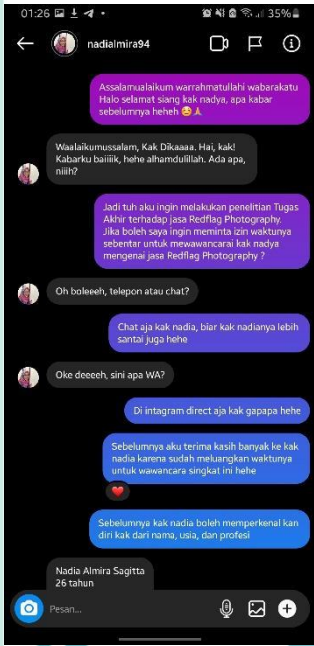 01:26
35%
nadialmira94
Assalamualaikum warrahmatullahi wabarakatu
Halo selamat siang kak nadya, apa kabar
sebelumnya heheh
Waalaikumussalam, Kak Dikaaaa. Hai, kak!
Kabarku baiiiik, hehe alhamdulillah. Ada apa,
niiih?
Jadi tuh aku ingin melakukan penelitian Tugas
Akhir terhadap jasa Redflag Photography.
Jika boleh saya ingin meminta izin waktunya
sebentar untuk mewawancarai kak nadya
mengenai jasa Redflag Photography ?
Oh boleeeh, telepon atau chat?
Chat aja kak nadia, biar kak nadianya lebih
santai juga hehe
Oke deeeeh, sini apa WA?
Di intagram direct aja kak gapapa hehe
Sebelumnya aku terima kasih banyak ke kak
nadia karena sudah meluangkan waktunya
untuk wawancara singkat ini hehe
Sebelumnya kak nadia boleh memperkenal kan
diri kak dari nama, usia, dan profesi
Nadia Almira Sagitta
26 tahun
Pesan...